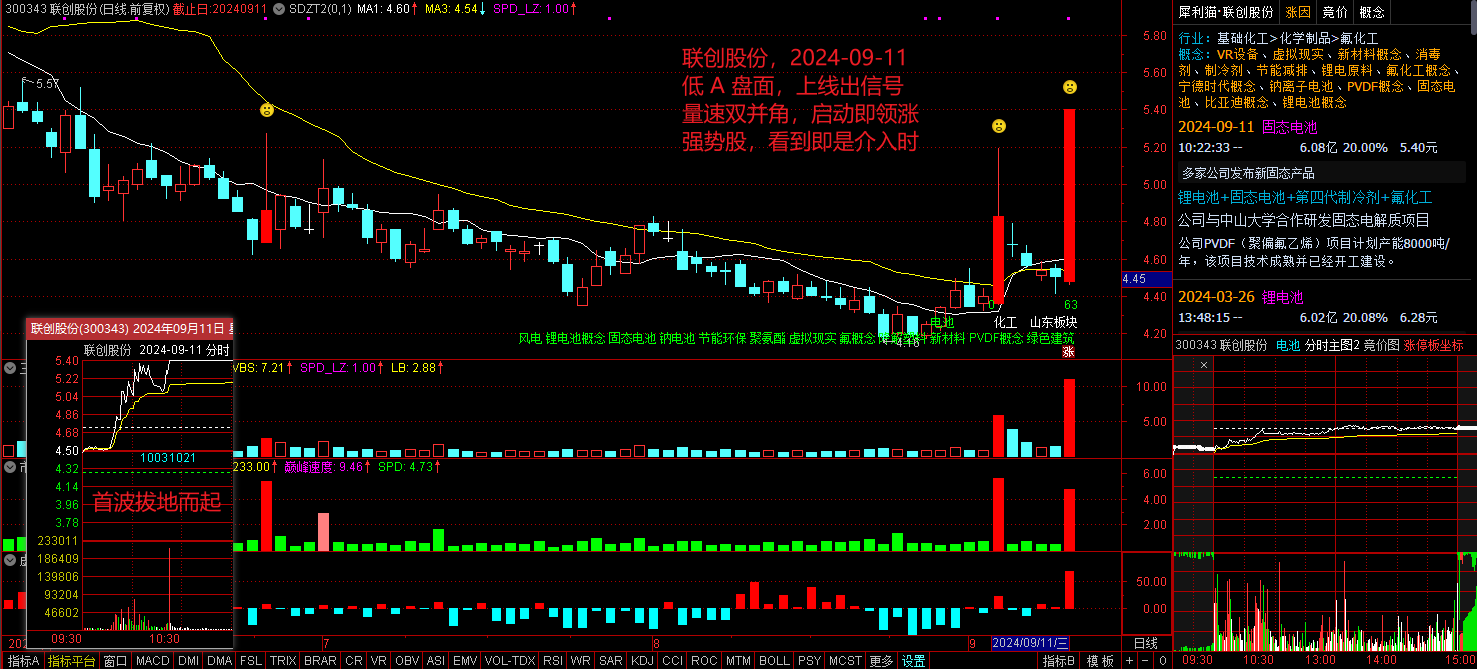 300343 联创股份(日线.前复权) 截止日:20240911 SDZT2(0,1) MA1: 4.60↑ MA3: 4.54↓ SPD_LZ: 1.00↑
5.57
联创股份，2024-09-11
低 A 盘面，上线出信号
量速双并角，启动即领涨
强势股，看到即是介入时
5.80
5.60
5.40
5.20
5.00
4.80
4.60
4.45
4.40
4.20
0
63
电池
化工
山东板块
风电 锂电池概念 固态电池 钠电池 节能环保 聚氨酯 虚拟现实 氟概念
新材料 PVDF概念 绿色建筑
4.16
涨
联创股份(300343) 2024年09月11日
联创股份 2024-09-11 分时
5.40
5.22
5.04
4.86
4.68
4.50
4.32
4.14
3.96
3.78
10031021
首波拔地而起
233011
186409
139806
93204
46602
09:30
10:30
VBS: 7.21↑ SPD_LZ: 1.00↑ LB: 2.88↑
10.00
5.00
233.00↑ 巅峰速度: 9.46↑ SPD: 4.73↑
6.00
4.00
2.00
50.00
0.00
7
8
9
2024/09/11/三
日线
指标A 指标平台 窗口 MACD DMI DMA FSL TRIX BRAR CR VR OBV ASI EMV VOL-TDX RSI WR SAR KDJ CCI ROC MTM BOLL PSY MCST 更多 设置
指标B 模 板 + - 0
犀利猫·联创股份 涨因 竞价 概念
行业：基础化工>化学制品>氟化工
概念：VR设备、虚拟现实、新材料概念、消毒
剂、制冷剂、节能减排、锂电原料、氟化工概念、
宁德时代概念、钠离子电池、PVDF概念、固态电
池、比亚迪概念、锂电池概念
2024-09-11 固态电池
10:22:33 -- 6.08亿 20.00% 5.40元
多家公司发布新固态产品
锂电池+固态电池+第四代制冷剂+氟化工
公司与中山大学合作研发固态电解质项目
公司PVDF（聚偏氟乙烯）项目计划产能8000吨/
年，该项目技术成熟并已经开工建设。
2024-03-26 锂电池
13:48:15 -- 6.02亿 20.08% 6.28元
300343 联创股份 电池 分时主图2 竞价图 涨停板坐标
×
09:30
10:30
13:00
14:00
15:0